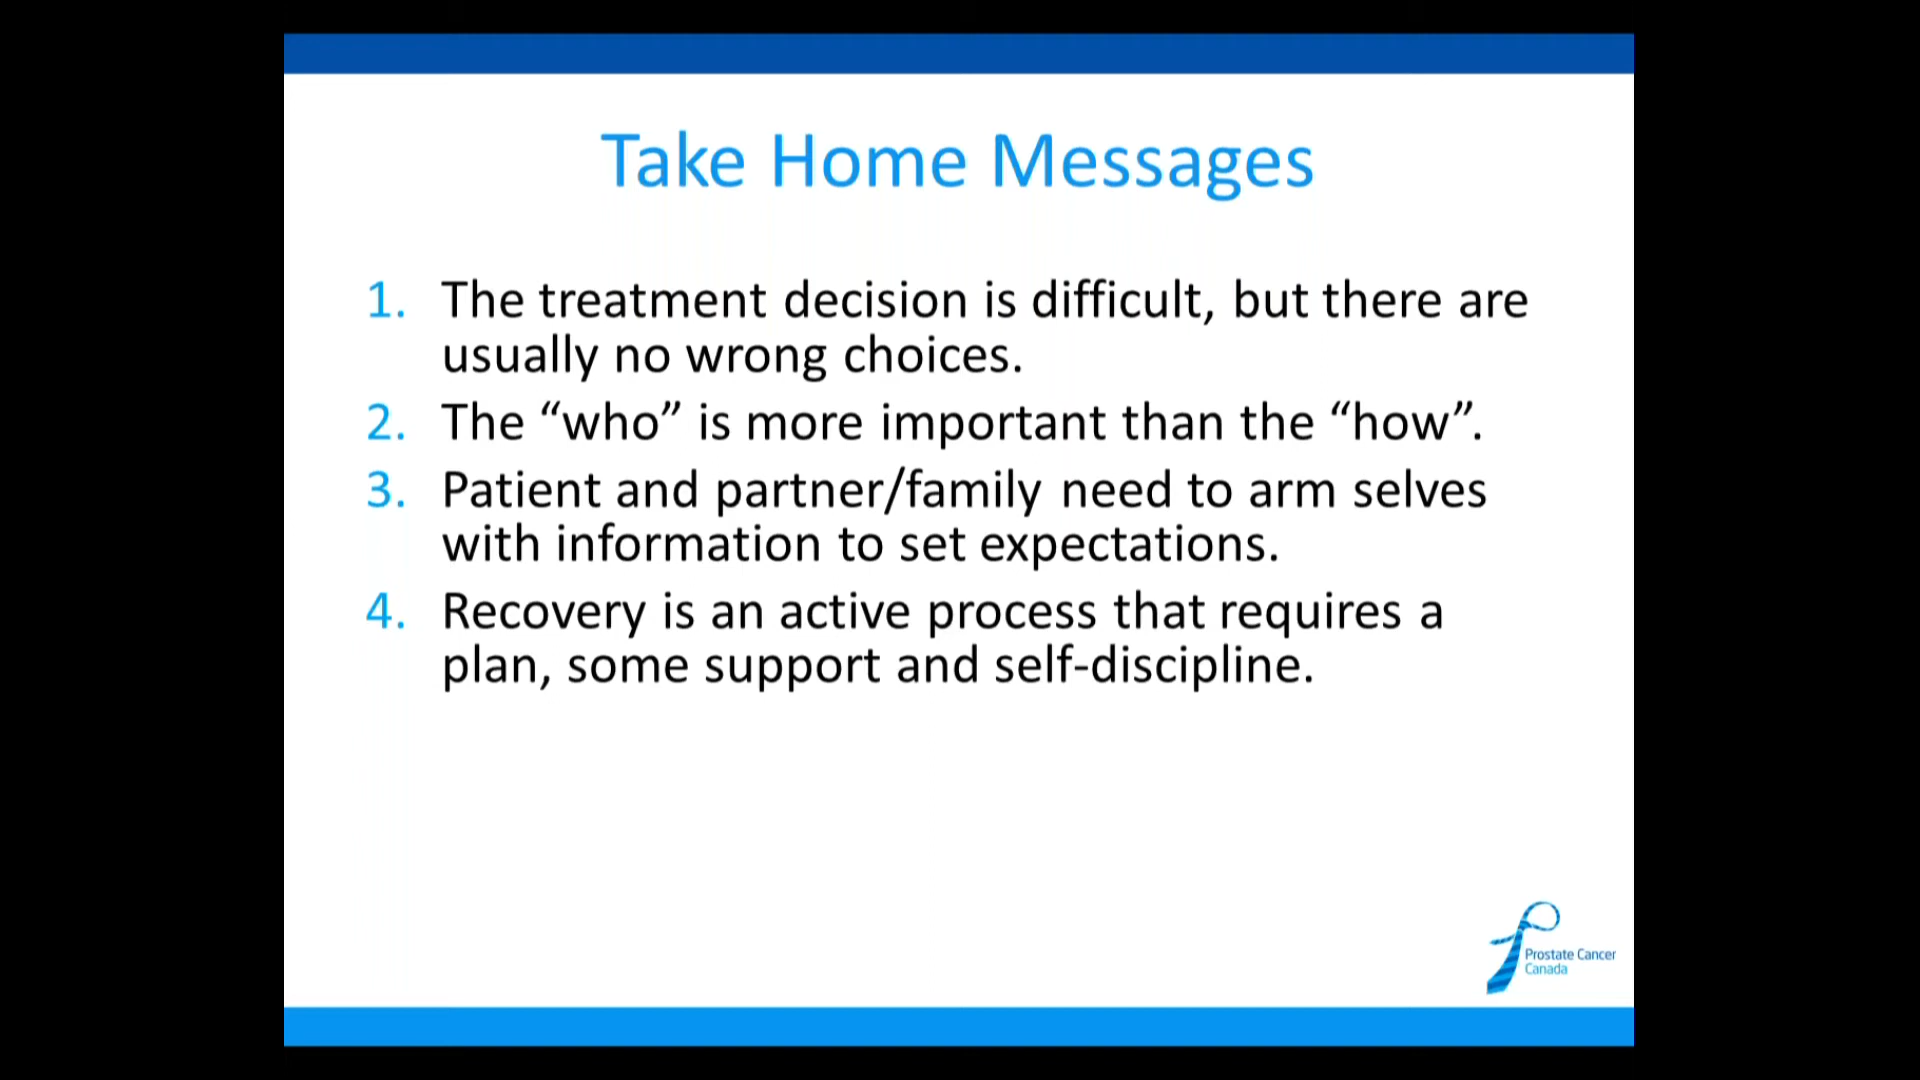 Take Home Messages
1. The treatment decision is difficult, but there are
usually no wrong choices.
2. The “who” is more important than the “how”.
3. Patient and partner/family need to arm selves
with information to set expectations.
4. Recovery is an active process that requires a
plan, some support and self-discipline.
Prostate Cancer
Canada